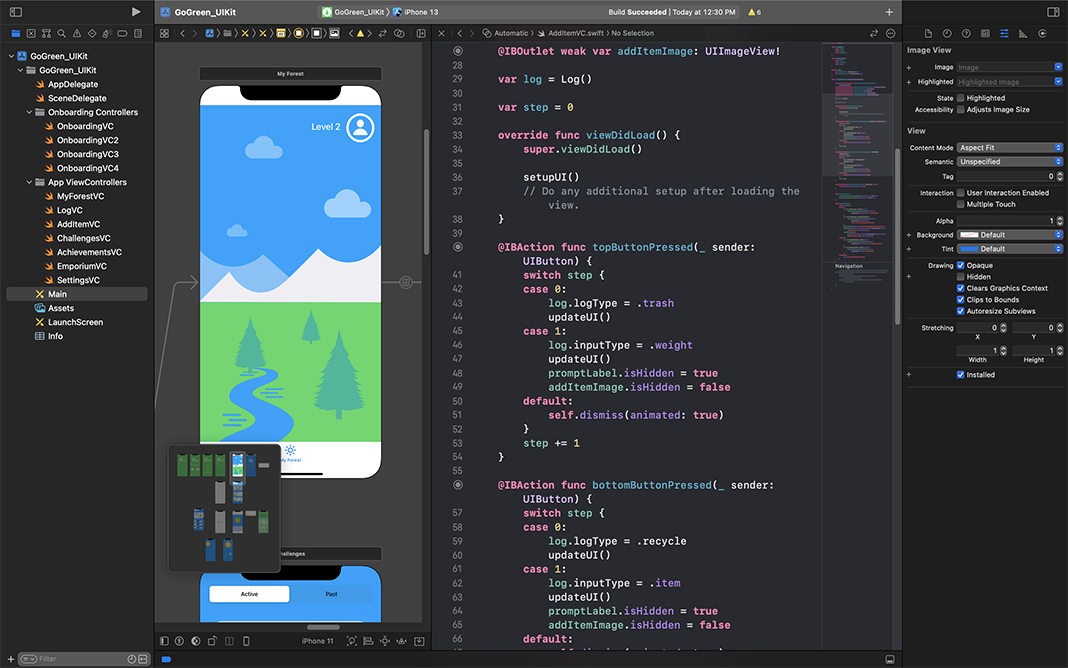 GoGreen_UIKit
GoGreen_UIKit
iPhone 13
Build Succeeded | Today at 12:30 PM
6
GoGreen_UIKit
GoGreen_UIKit
AppDelegate
SceneDelegate
Onboarding Controllers
OnboardingVC
OnboardingVC2
OnboardingVC3
OnboardingVC4
App ViewControllers
MyForestVC
LogVC
AddItemVC
ChallengesVC
AchievementsVC
EmporiumVC
SettingsVC
Main
Assets
LaunchScreen
Info
Filter
My Forest
Level 2
My Forest
hallenges
Active
Past
iPhone 11
Automatic
AddItemVC.swift
No Selection
@IBOutlet weak var addItemImage: UIImageView!
28
29 var log = Log()
30
31 var step = 0
32
33 override func viewDidLoad() {
34 super.viewDidLoad()
35
36 setupUI()
37 // Do any additional setup after loading the
view.
38 }
39
@IBAction func topButtonPressed(_ sender:
UIButton) {
41 switch step {
42 case 0:
43 log.logType = .trash
44 updateUI()
45 case 1:
46 log.inputType = .weight
47 updateUI()
48 promptLabel.isHidden = true
49 addItemImage.isHidden = false
50 default:
51 self.dismiss(animated: true)
52 }
53 step += 1
54 }
55
@IBAction func bottomButtonPressed(_ sender:
UIButton) {
57 switch step {
58 case 0:
59 log.logType = .recycle
60 updateUI()
61 case 1:
62 log.inputType = .item
63 updateUI()
64 promptLabel.isHidden = true
65 addItemImage.isHidden = false
66 default:
Navigation
Image View
Image Image
Highlighted Highlighted Image
State Highlighted
Accessibility Adjusts Image Size
View
Content Mode Aspect Fit
Semantic Unspecified
Tag 0
Interaction User Interaction Enabled
Multiple Touch
Alpha 1
Background Default
Tint Default
Drawing Opaque
Hidden
Clears Graphics Context
Clips to Bounds
Autoresize Subviews
Stretching 0 0
X Y
1 1
Width Height
Installed